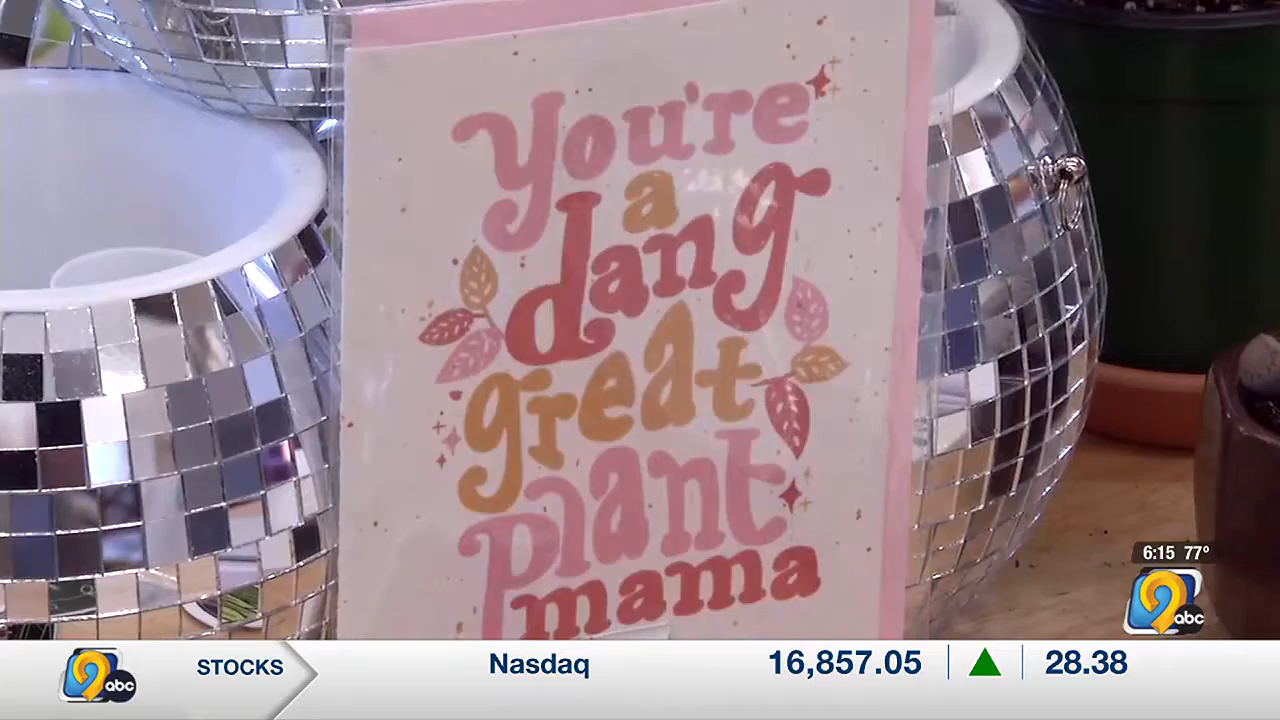 You're
a
dang
great
plant
mama
6:15 77°
9 abc
9 abc STOCKS Nasdaq 16,857.05 28.38